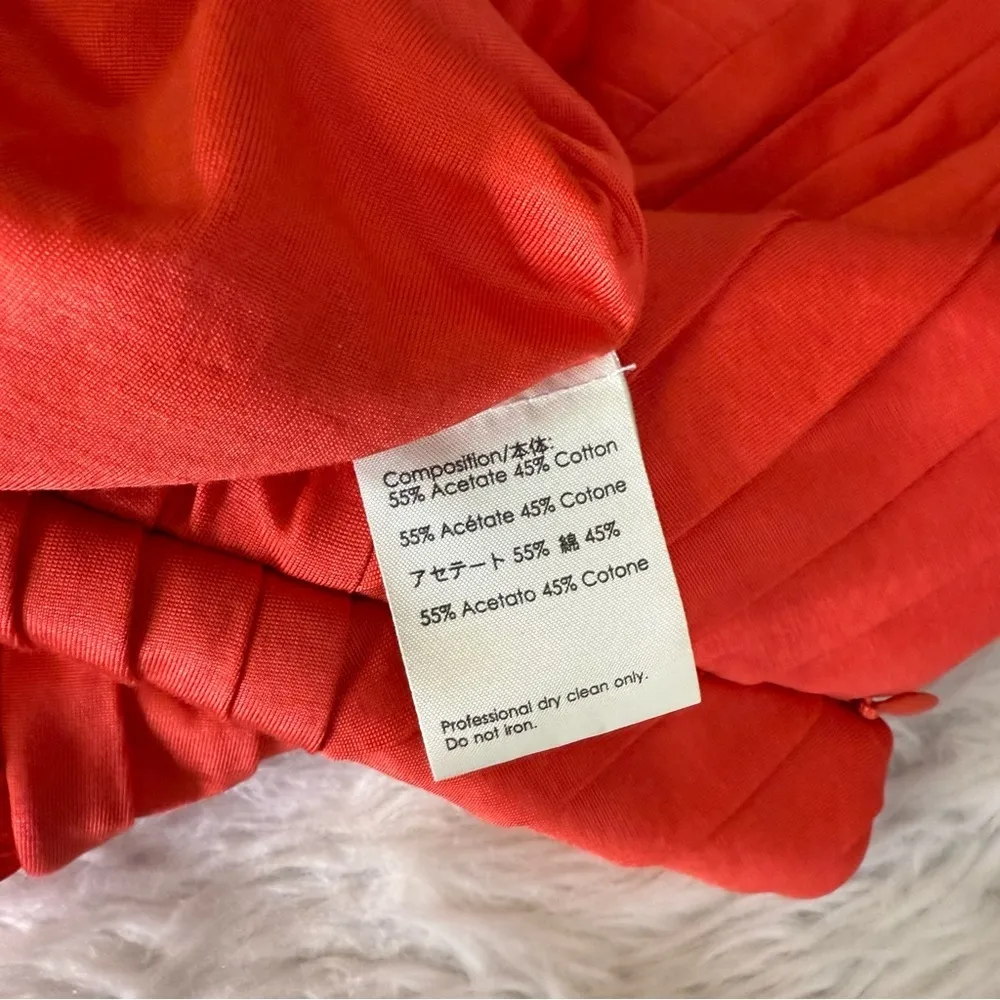 Composition/本体:
55% Acetate 45% Cotton
55% Acétate 45% Cotone
アセテート 55% 綿 45%
55% Acetato 45% Cotone
Professional dry clean only.
Do not iron.